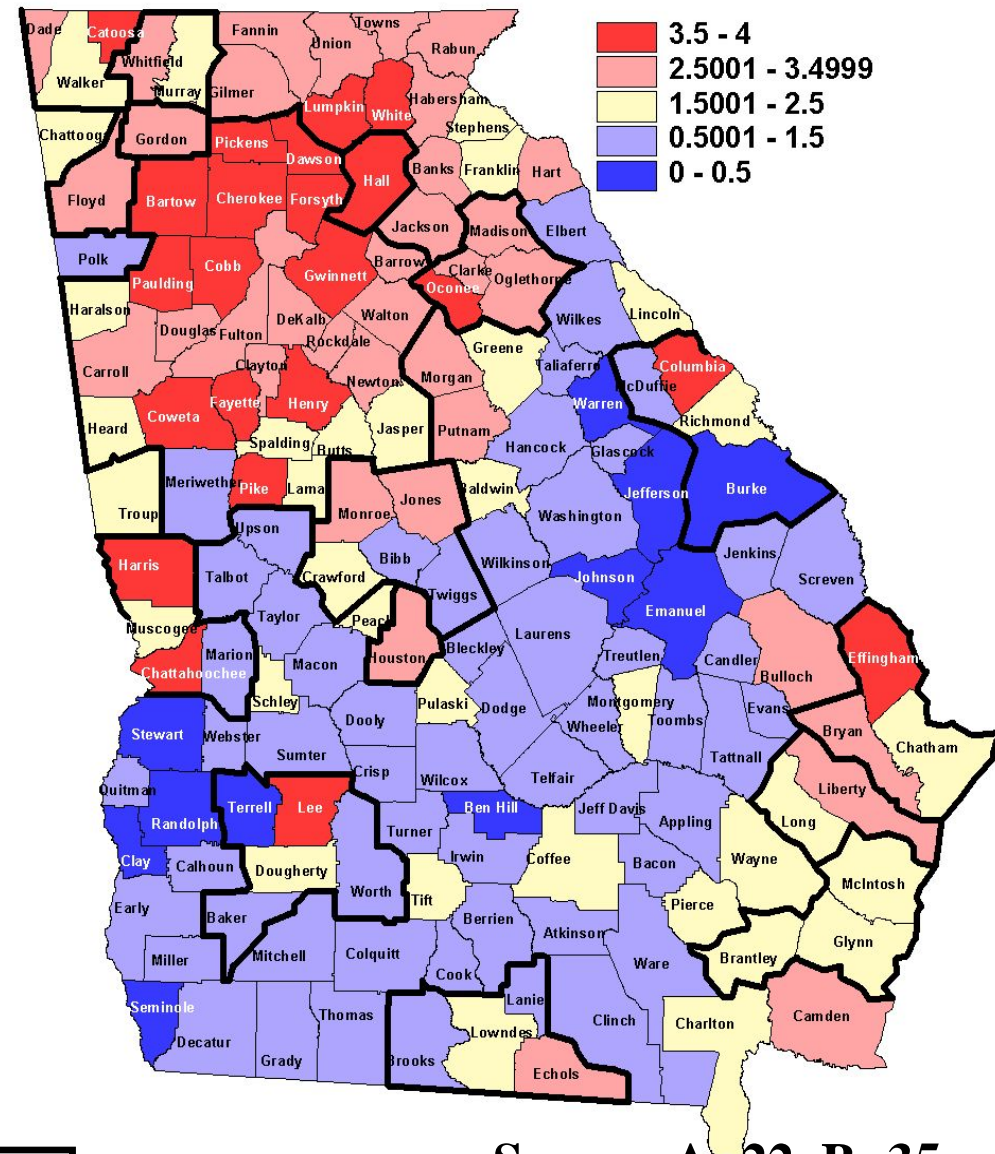 3.5 - 4
2.5001 - 3.4999
1.5001 - 2.5
0.5001 - 1.5
0 - 0.5
Dade Catoosa Fannin Towns
Union Rabun
Walker Whitfield Murray Gilmer
Lumpkin White Habersham
Chattoog Gordon Pickens Stephens
Dawson Hall Banks Franklin Hart
Floyd Bartow Cherokee Forsyth
Jackson Madison Elbert
Polk Cobb Gwinnett Barrow Clarke Oglethorpe
Paulding Oconee
Haralson Douglas Fulton DeKalb Walton Wilkes Lincoln
Rockdale Greene
Carroll Clayton Newton Morgan Taliaferro McDuffie Columbia
Heard Coweta Fayette Henry Warren Richmond
Spalding Butts Jasper Putnam Hancock Glascock
Troup Meriwether Pike Lama Monroe Jones Baldwin Washington Jefferson Burke
Harris Upson Bibb Wilkinson Jenkins
Talbot Crawford Twiggs Johnson Emanuel Screven
Muscogee Taylor Peach Laurens
Chattahoochee Marion Macon Houston Bleckley Treutlen Candler Bulloch Effingham
Schley Pulaski Dodge Montgomery Toombs Evans
Stewart Webster Dooly Wheeler Bryan Chatham
Sumter Tattnall
Quitman Crisp Wilcox Telfair Liberty
Randolph Terrell Lee Turner Ben Hill Jeff Davis Appling Long
Clay Calhoun Dougherty Irwin Coffee Bacon Wayne McIntosh
Early Baker Worth Tift Berrien Pierce
Miller Mitchell Colquitt Atkinson Ware Brantley Glynn
Cook
Seminole Thomas Lanie Clinch Charlton Camden
Decatur Grady Brooks Lowndes Echols